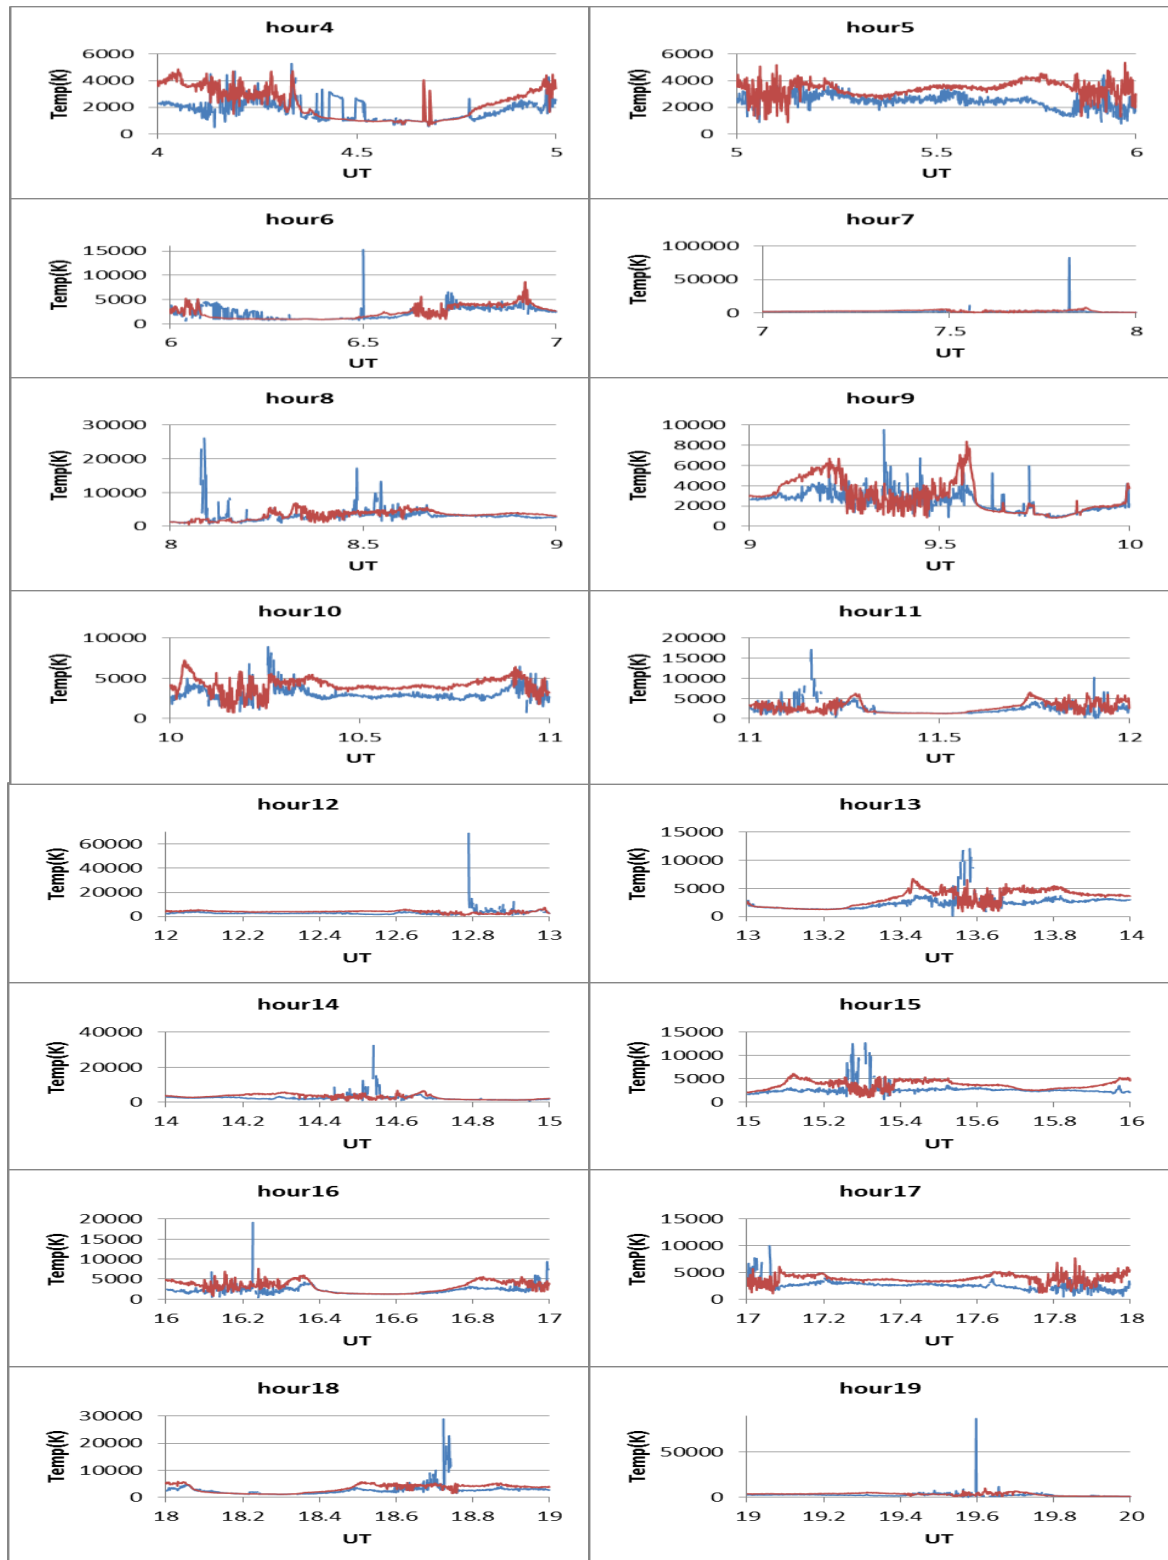 hour4
Temp(K)
6000
4000
2000
0
4 4.5 5
UT
hour5
Temp(K)
6000
4000
2000
0
5 5.5 6
UT
hour6
Temp(K)
15000
10000
5000
0
6 6.5 7
UT
hour7
Temp(K)
100000
50000
0
7 7.5 8
UT
hour8
Temp(K)
30000
20000
10000
0
8 8.5 9
UT
hour9
Temp(K)
10000
8000
6000
4000
2000
0
9 9.5 10
UT
hour10
Temp(K)
10000
5000
0
10 10.5 11
UT
hour11
Temp(K)
20000
15000
10000
5000
0
11 11.5 12
UT
hour12
Temp(K)
60000
40000
20000
0
12 12.2 12.4 12.6 12.8 13
UT
hour13
Temp(K)
15000
10000
5000
0
13 13.2 13.4 13.6 13.8 14
UT
hour14
Temp(K)
40000
20000
0
14 14.2 14.4 14.6 14.8 15
UT
hour15
Temp(K)
15000
10000
5000
0
15 15.2 15.4 15.6 15.8 16
UT
hour16
Temp(K)
20000
15000
10000
5000
0
16 16.2 16.4 16.6 16.8 17
UT
hour17
TemP(K)
15000
10000
5000
0
17 17.2 17.4 17.6 17.8 18
UT
hour18
Temp(K)
30000
20000
10000
0
18 18.2 18.4 18.6 18.8 19
UT
hour19
Temp(K)
50000
0
19 19.2 19.4 19.6 19.8 20
UT